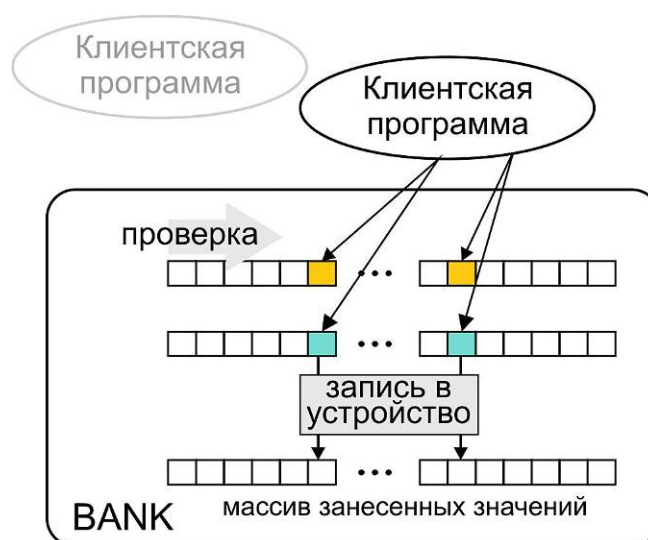 Клиентская
программа
Клиентская
программа
проверка
запись в
устройство
массив занесенных значений
BANK